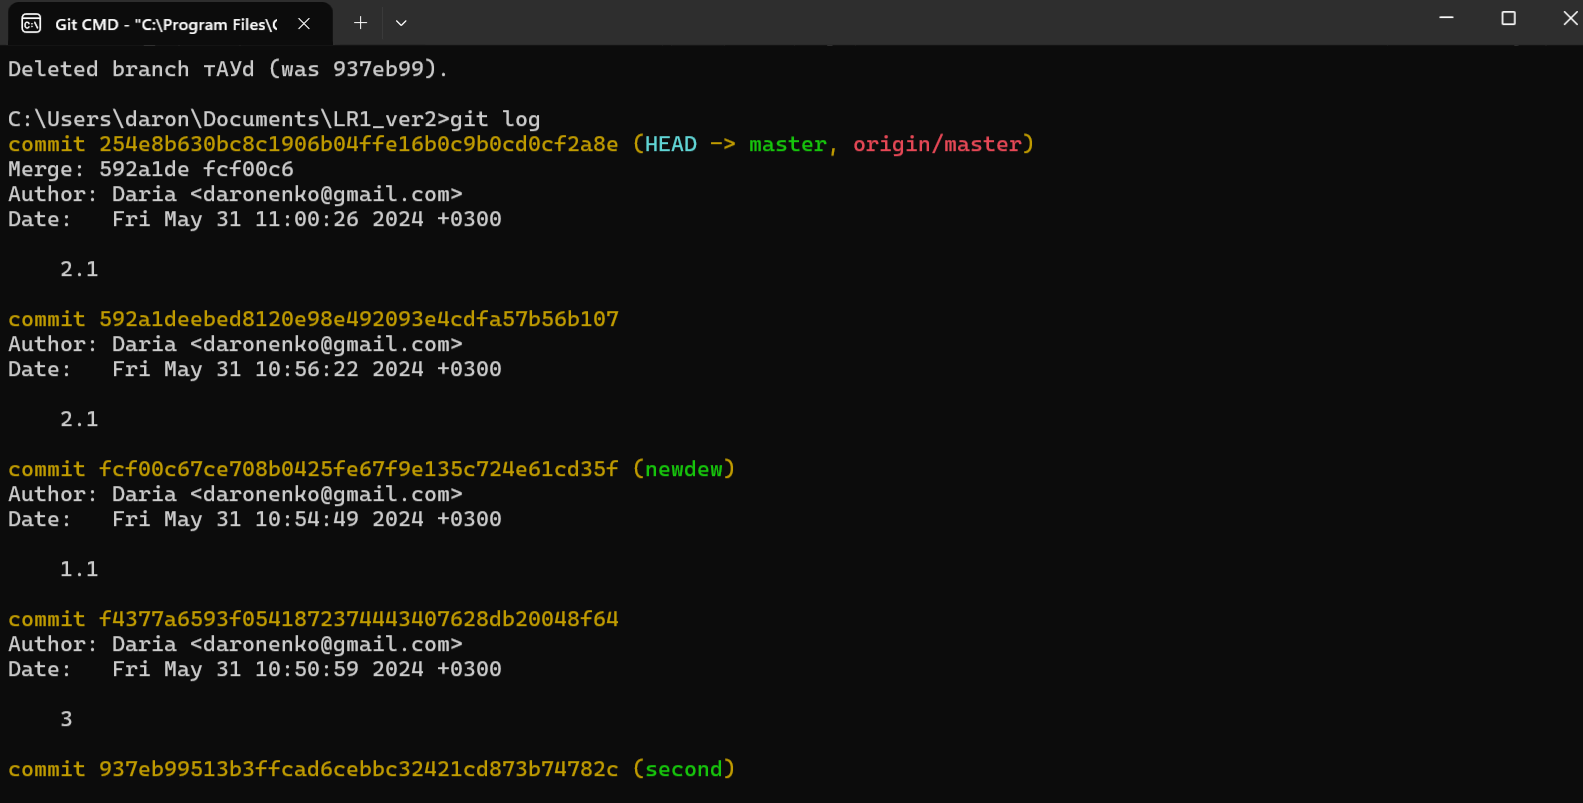 Git CMD - "C:\Program Files\G
Deleted branch тАУd (was 937eb99).
C:\Users\daron\Documents\LR1_ver2>git log
commit 254e8b630bc8c1906b04ffe16b0c9b0cd0cf2a8e (HEAD -> master, origin/master)
Merge: 592a1de fcf00c6
Author: Daria <daronenko@gmail.com>
Date:   Fri May 31 11:00:26 2024 +0300
2.1
commit 592a1deebed8120e98e492093e4cdfa57b56b107
Author: Daria <daronenko@gmail.com>
Date:   Fri May 31 10:56:22 2024 +0300
2.1
commit fcf00c67ce708b0425fe67f9e135c724e61cd35f (newdew)
Author: Daria <daronenko@gmail.com>
Date:   Fri May 31 10:54:49 2024 +0300
1.1
commit f4377a6593f0541872374443407628db20048f64
Author: Daria <daronenko@gmail.com>
Date:   Fri May 31 10:50:59 2024 +0300
3
commit 937eb99513b3ffcad6cebbc32421cd873b74782c (second)